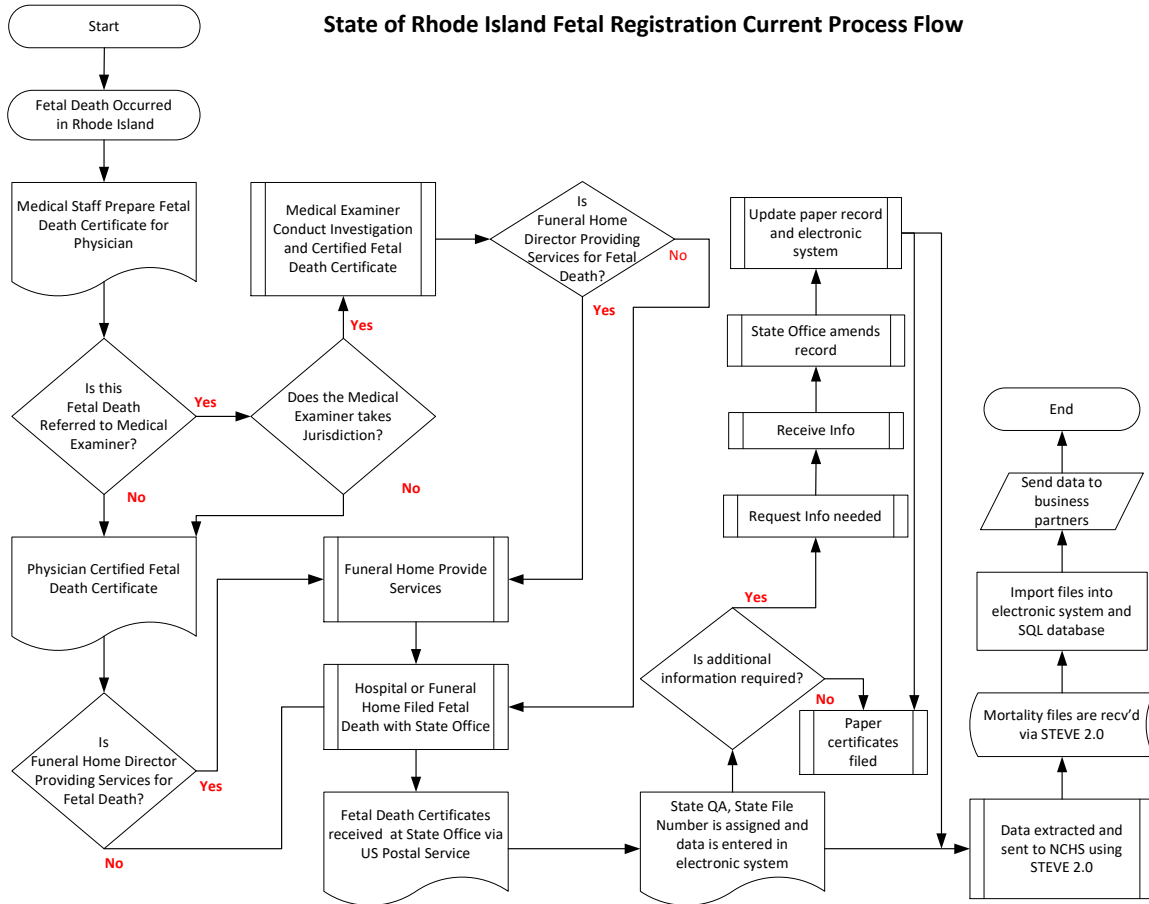 State of Rhode Island Fetal Registration Current Process Flow
Start
Fetal Death Occurred
in Rhode Island
Medical Staff Prepare Fetal
Death Certificate for
Physician
Is this
Fetal Death
Referred to Medical
Examiner?
Yes
No
Does the Medical
Examiner takes
Jurisdiction?
Yes
No
Medical Examiner
Conduct Investigation
and Certified Fetal
Death Certificate
Is
Funeral Home
Director Providing
Services for Fetal
Death?
No
Yes
Physician Certified Fetal
Death Certificate
Is
Funeral Home Director
Providing Services for
Fetal Death?
Yes
No
Funeral Home Provide
Services
Hospital or Funeral
Home Filed Fetal
Death with State Office
Fetal Death Certificates
received at State Office via
US Postal Service
State QA, State File
Number is assigned and
data is entered in
electronic system
Is additional
information required?
Yes
No
Request Info needed
Receive Info
State Office amends
record
Update paper record
and electronic
system
Paper
certificates
filed
Data extracted and
sent to NCHS using
STEVE 2.0
Mortality files are recv'd
via STEVE 2.0
Import files into
electronic system and
SQL database
Send data to
business
partners
End